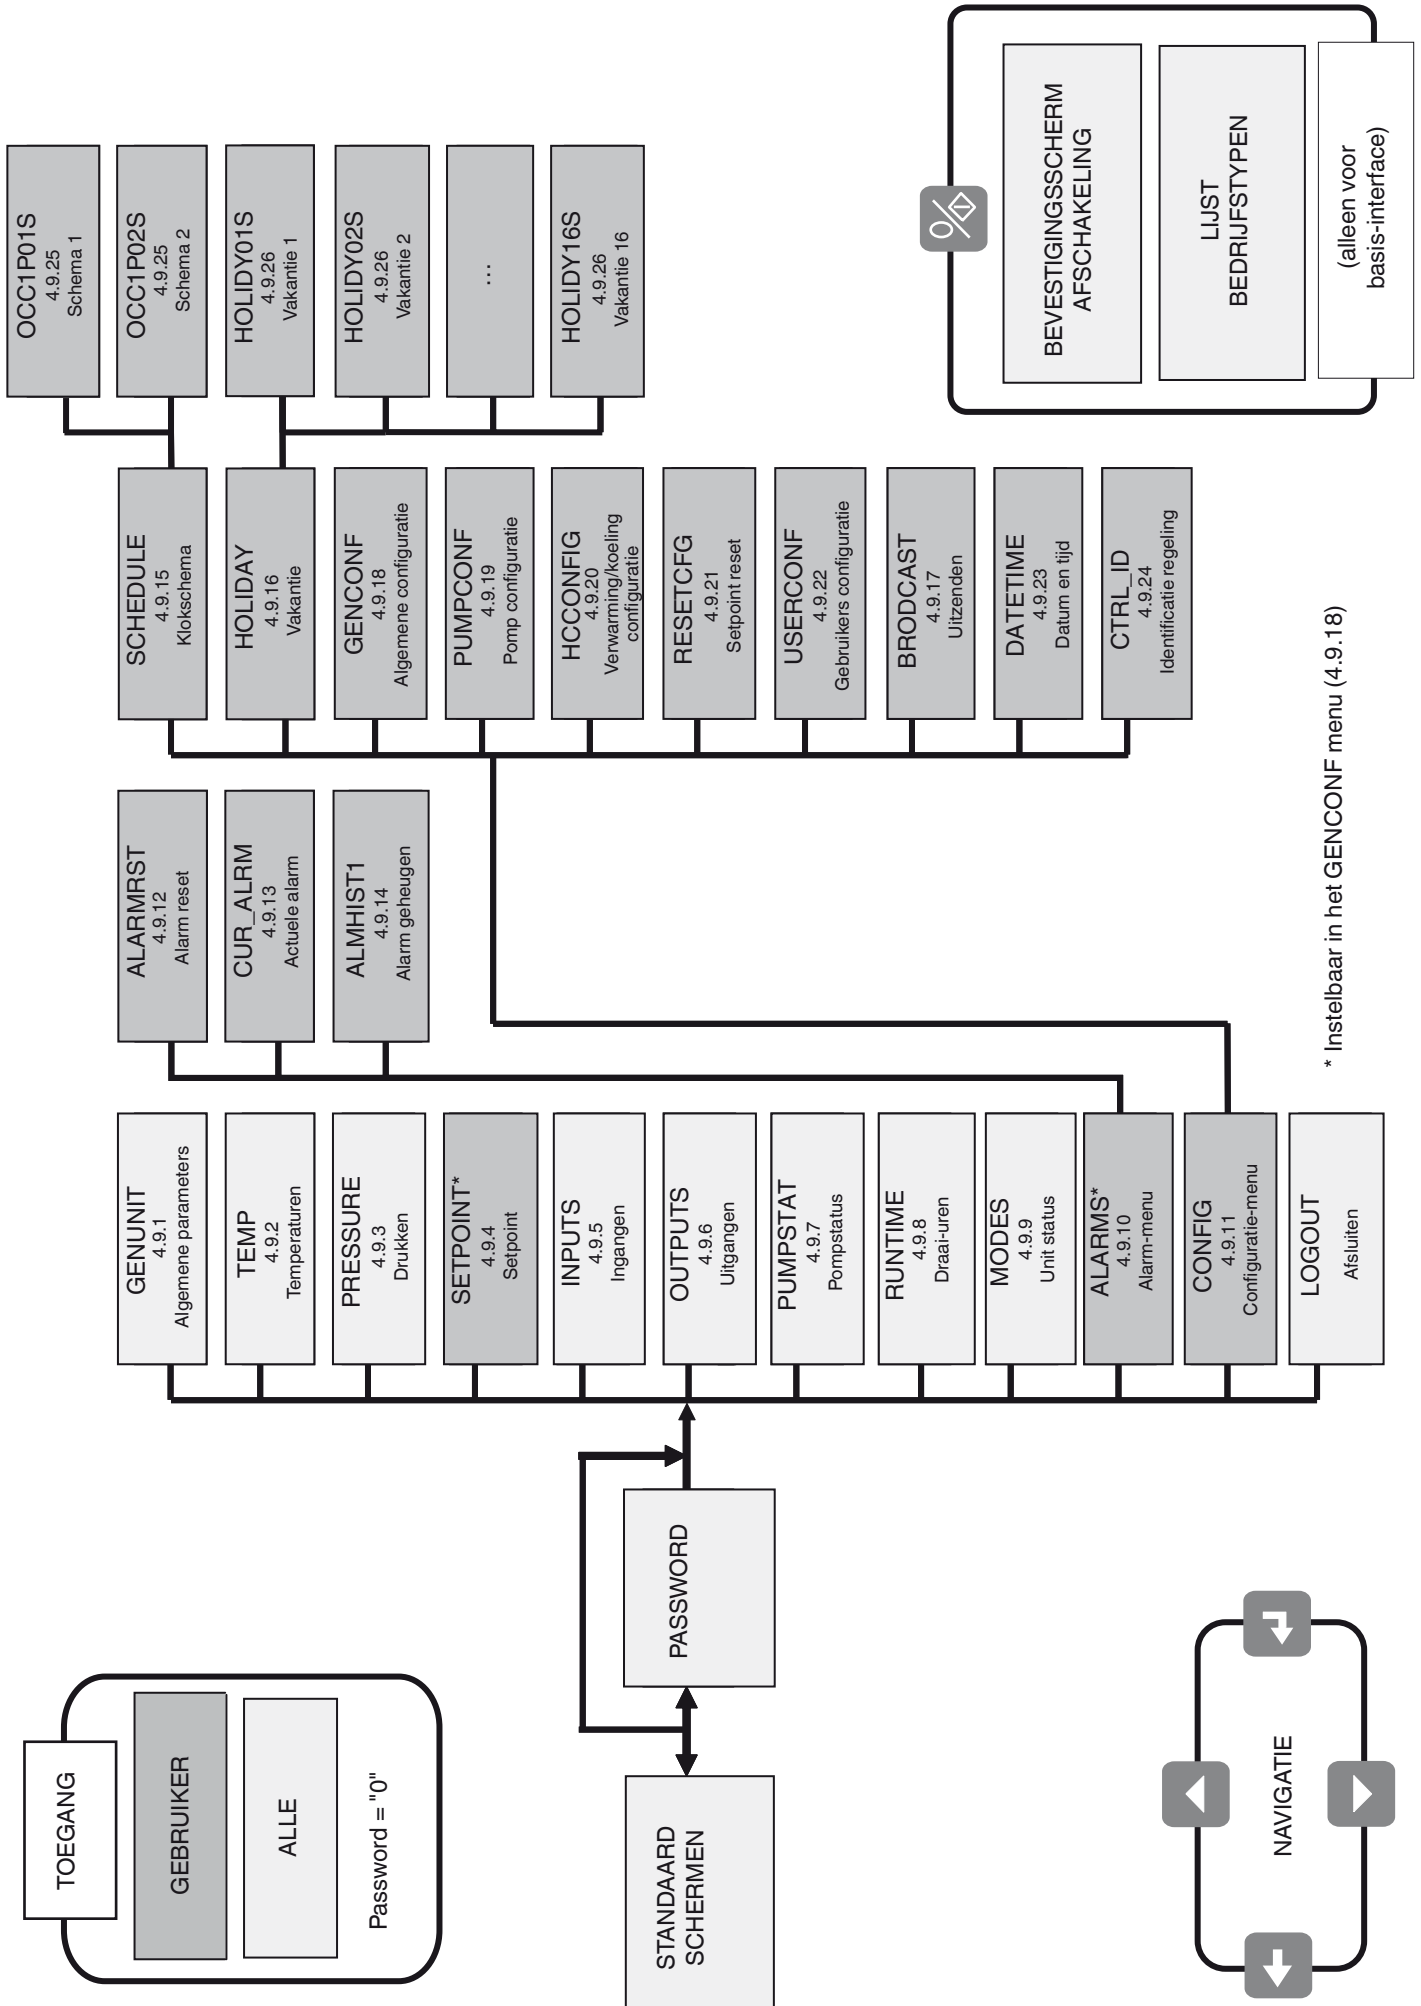 TOEGANG
GEBRUIKER
ALLE
Password = "0"
STANDAARD
SCHERMEN
PASSWORD
NAVIGATIE
GENUNIT
4.9.1
Algemene parameters
TEMP
4.9.2
Temperaturen
PRESSURE
4.9.3
Drukken
SETPOINT*
4.9.4
Setpoint
INPUTS
4.9.5
Ingangen
OUTPUTS
4.9.6
Uitgangen
PUMPSTAT
4.9.7
Pompstatus
RUNTIME
4.9.8
Draai-uren
MODES
4.9.9
Unit status
ALARMS*
4.9.10
Alarm-menu
CONFIG
4.9.11
Configuratie-menu
LOGOUT
Afsluiten
ALARMRST
4.9.12
Alarm reset
CUR_ALRM
4.9.13
Actuele alarm
ALMHIST1
4.9.14
Alarm geheugen
* Instelbaar in het GENCONF menu (4.9.18)
SCHEDULE
4.9.15
Klokschema
HOLIDAY
4.9.16
Vakantie
GENCONF
4.9.18
Algemene configuratie
PUMPCONF
4.9.19
Pomp configuratie
HCCONFIG
4.9.20
Verwarming/koeling
configuratie
RESETCFG
4.9.21
Setpoint reset
USERCONF
4.9.22
Gebruikers configuratie
BRODCAST
4.9.17
Uitzenden
DATETIME
4.9.23
Datum en tijd
CTRL_ID
4.9.24
Identificatie regeling
OCC1P01S
4.9.25
Schema 1
OCC1P02S
4.9.25
Schema 2
HOLIDY01S
4.9.26
Vakantie 1
HOLIDY02S
4.9.26
Vakantie 2
...
HOLIDY16S
4.9.26
Vakantie 16
BEVESTIGINGSSCHERM
AFSCHAKELING
LIJST
BEDRIJFSTYPEN
(alleen voor
basis-interface)